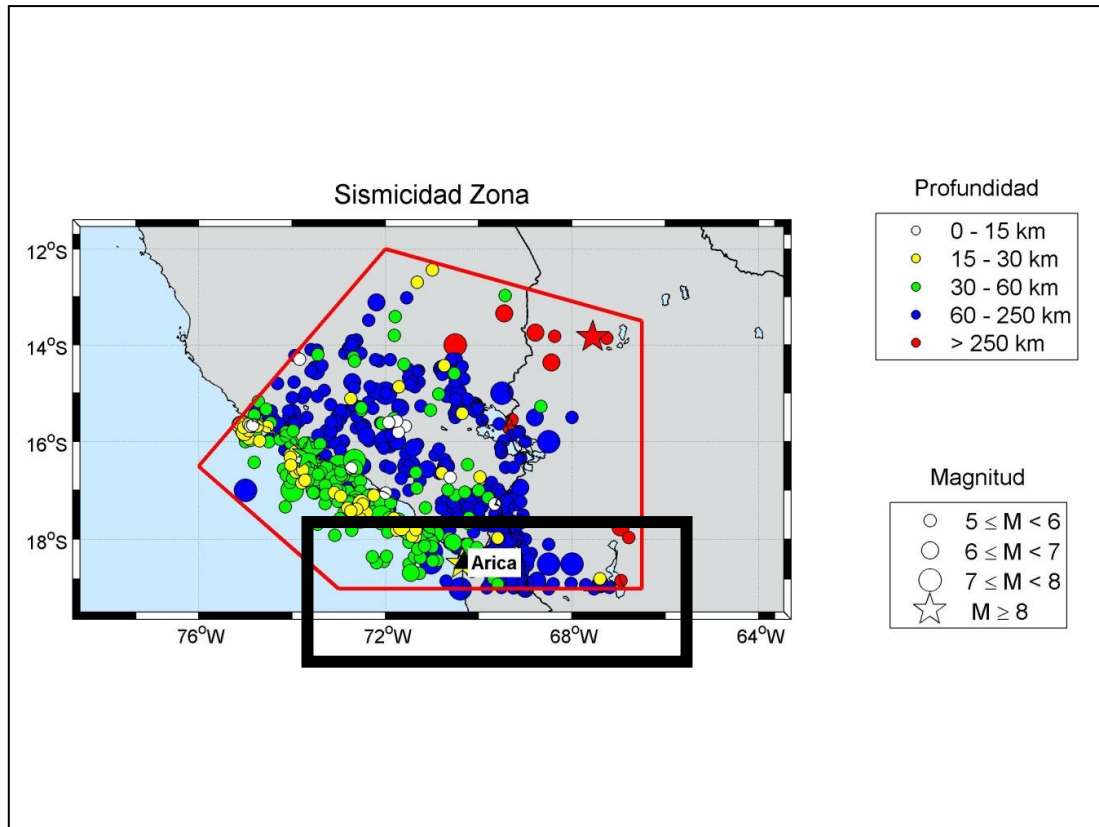 Sismicidad Zona
12°S
14°S
16°S
18°S
76°W
72°W
68°W
64°W
Arica
Profundidad
0 - 15 km
15 - 30 km
30 - 60 km
60 - 250 km
> 250 km
Magnitud
5 ≤ M < 6
6 ≤ M < 7
7 ≤ M < 8
M ≥ 8